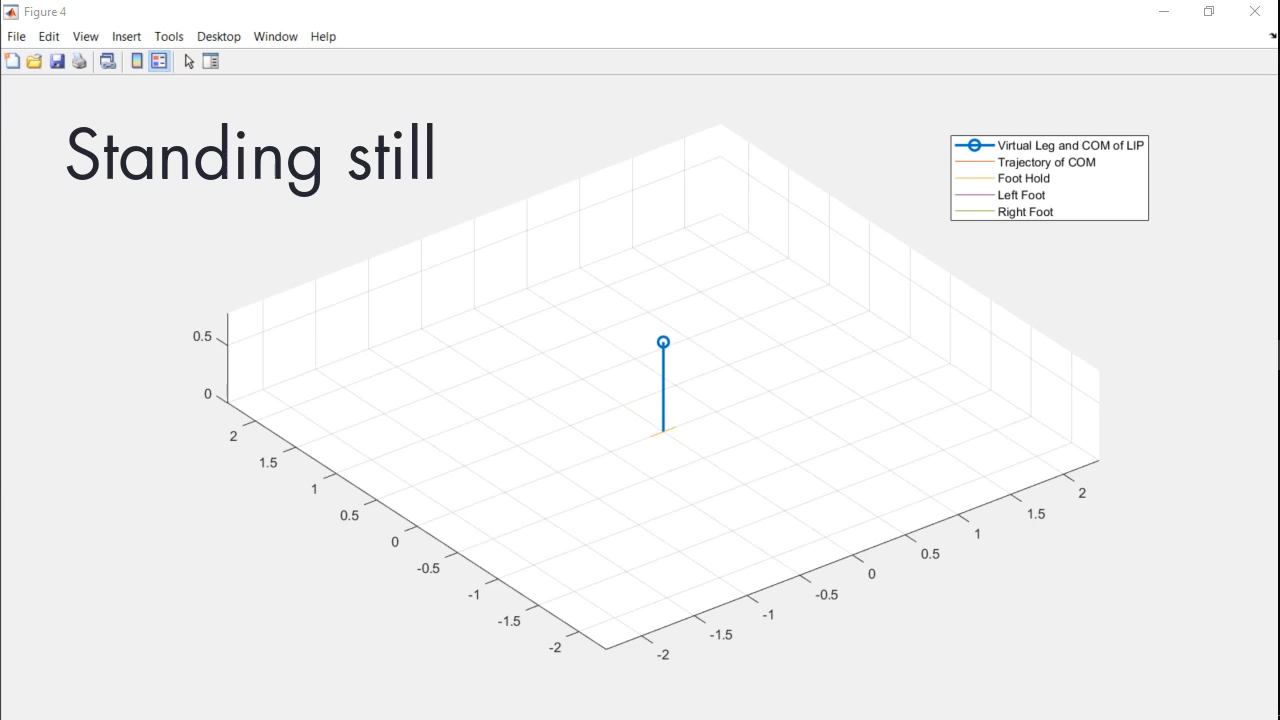 Figure 4
File Edit View Insert Tools Desktop Window Help
Standing still
Virtual Leg and COM of LIP
Trajectory of COM
Foot Hold
Left Foot
Right Foot
0.5
0
2
1.5
1
0.5
0
-0.5
-1
-1.5
-2
-2
-1.5
-1
-0.5
0
0.5
1
1.5
2